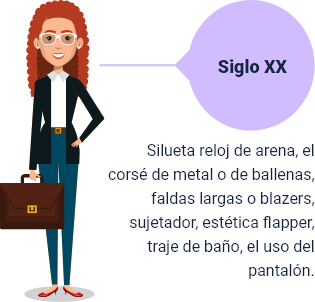 Siglo XX
Silueta reloj de arena, el
corsé de metal o de ballenas,
faldas largas o blazers,
sujetador, estética flapper,
traje de baño, el uso del
pantalón.